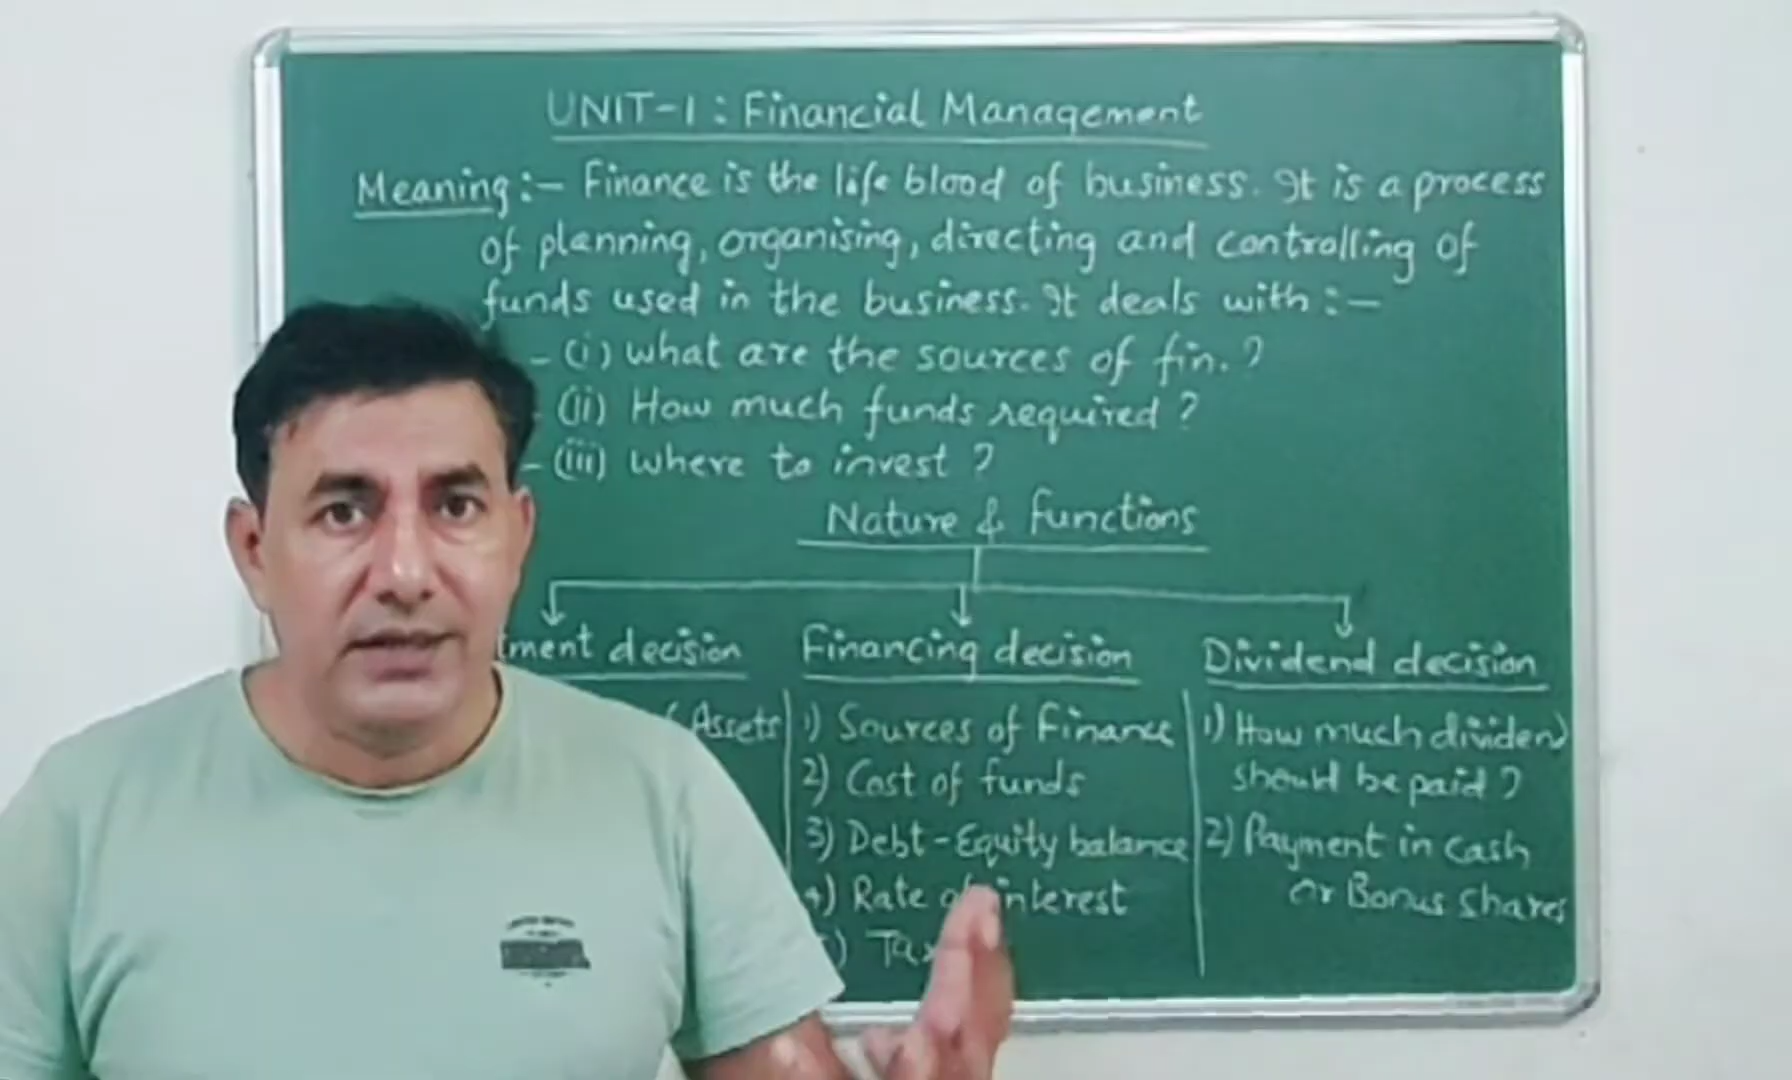 UNIT-1 : Financial Management
Meaning :- Finance is the life blood of business. It is a process
of planning, organising, directing and controlling of
funds used in the business. It deals with :-
- (i) What are the sources of fin. ?
- (ii) How much funds required ?
- (iii) Where to invest ?
Nature & Functions
tment decision
Assets
Financing decision
1) Sources of Finance
2) Cost of funds
3) Debt-Equity balance
4) Rate of interest
5) Tax
Dividend decision
1) How much dividend
should be paid ?
2) Payment in cash
or Bonus shares